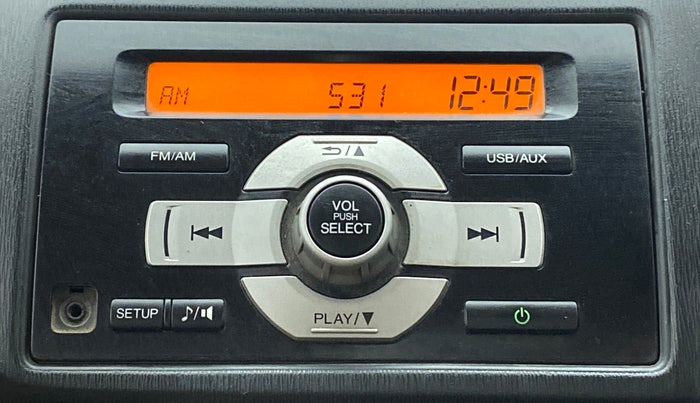 AM 531 12:49
FM/AM
USB/AUX
VOL
PUSH
SELECT
SETUP
PLAY/▼